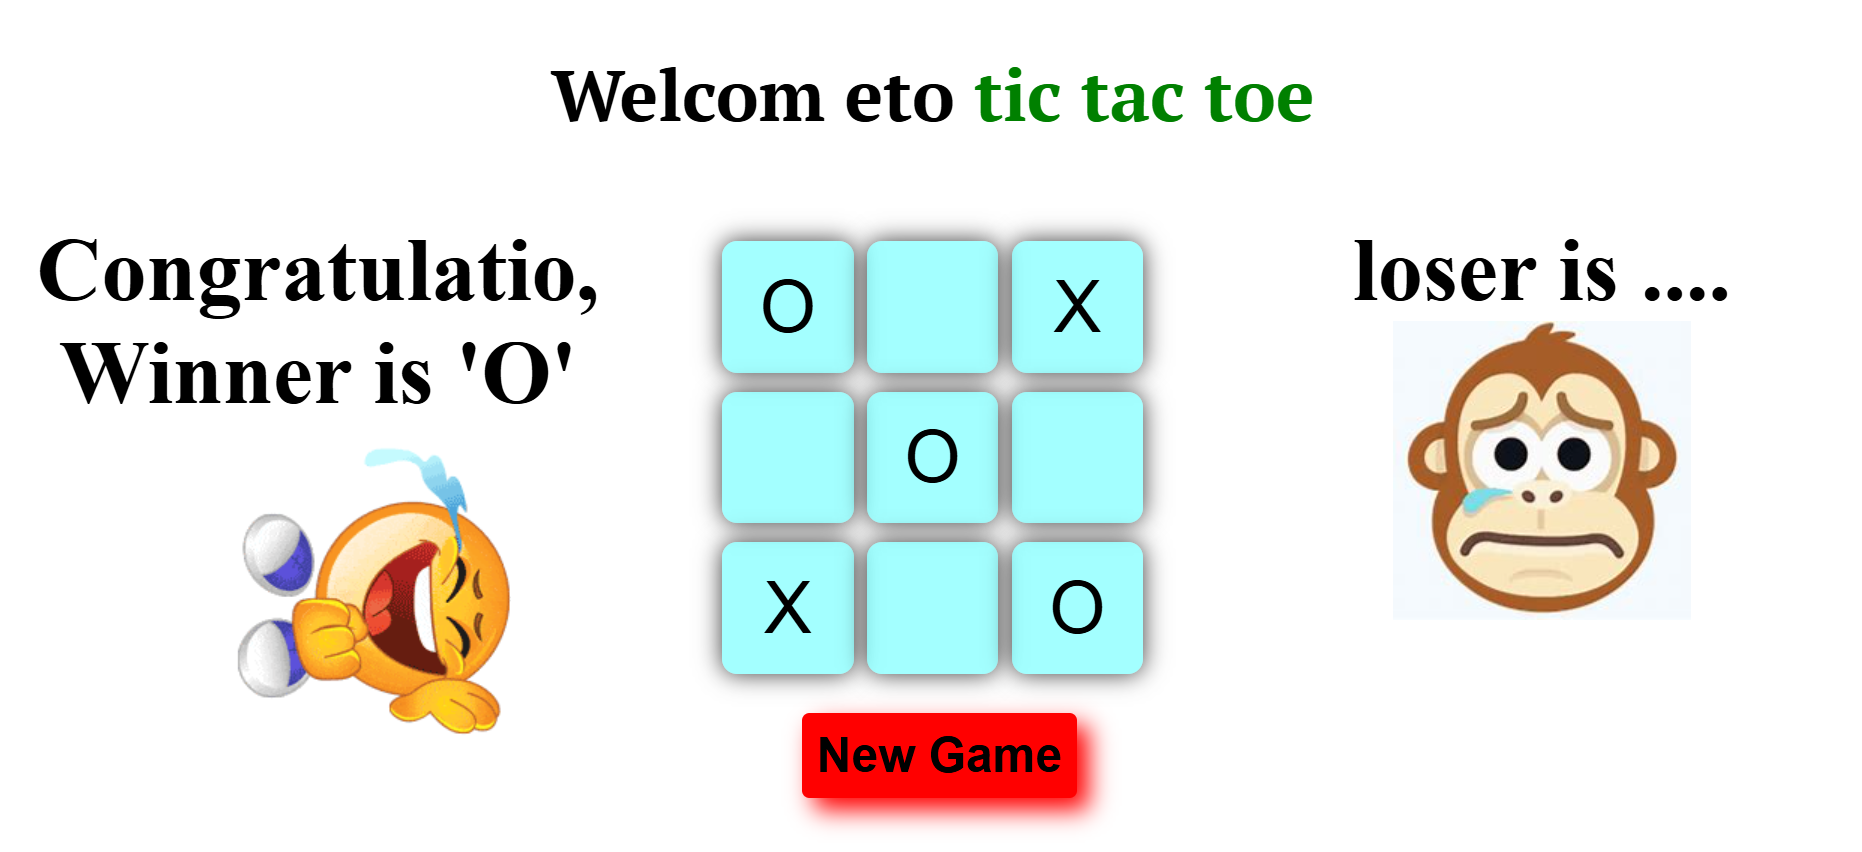 Welcom eto tic tac toe
Congratulatio,
Winner is 'O'
loser is ....
O X
O
X O
New Game